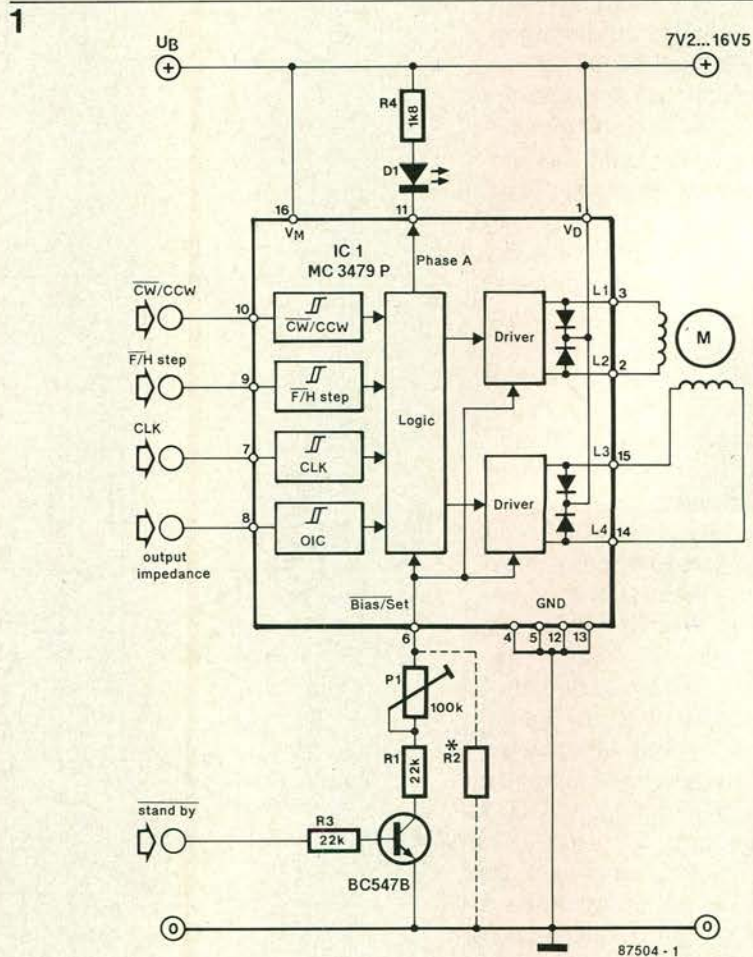 1
U_B
7V2...16V5
+
+
R4
1k8
D1
16
11
1
V_M
V_D
IC 1
MC 3479 P
Phase A
CW/CCW
10
CW/CCW
L1
3
Driver
L2
2
M
F/H step
9
F/H step
Logic
CLK
7
CLK
L3
15
Driver
8
OIC
L4
14
output
impedance
Bias/Set
GND
6
4
5
12
13
P1
100k
R1
22k
*
R2
stand by
R3
22k
BC547B
0
0
87504 - 1